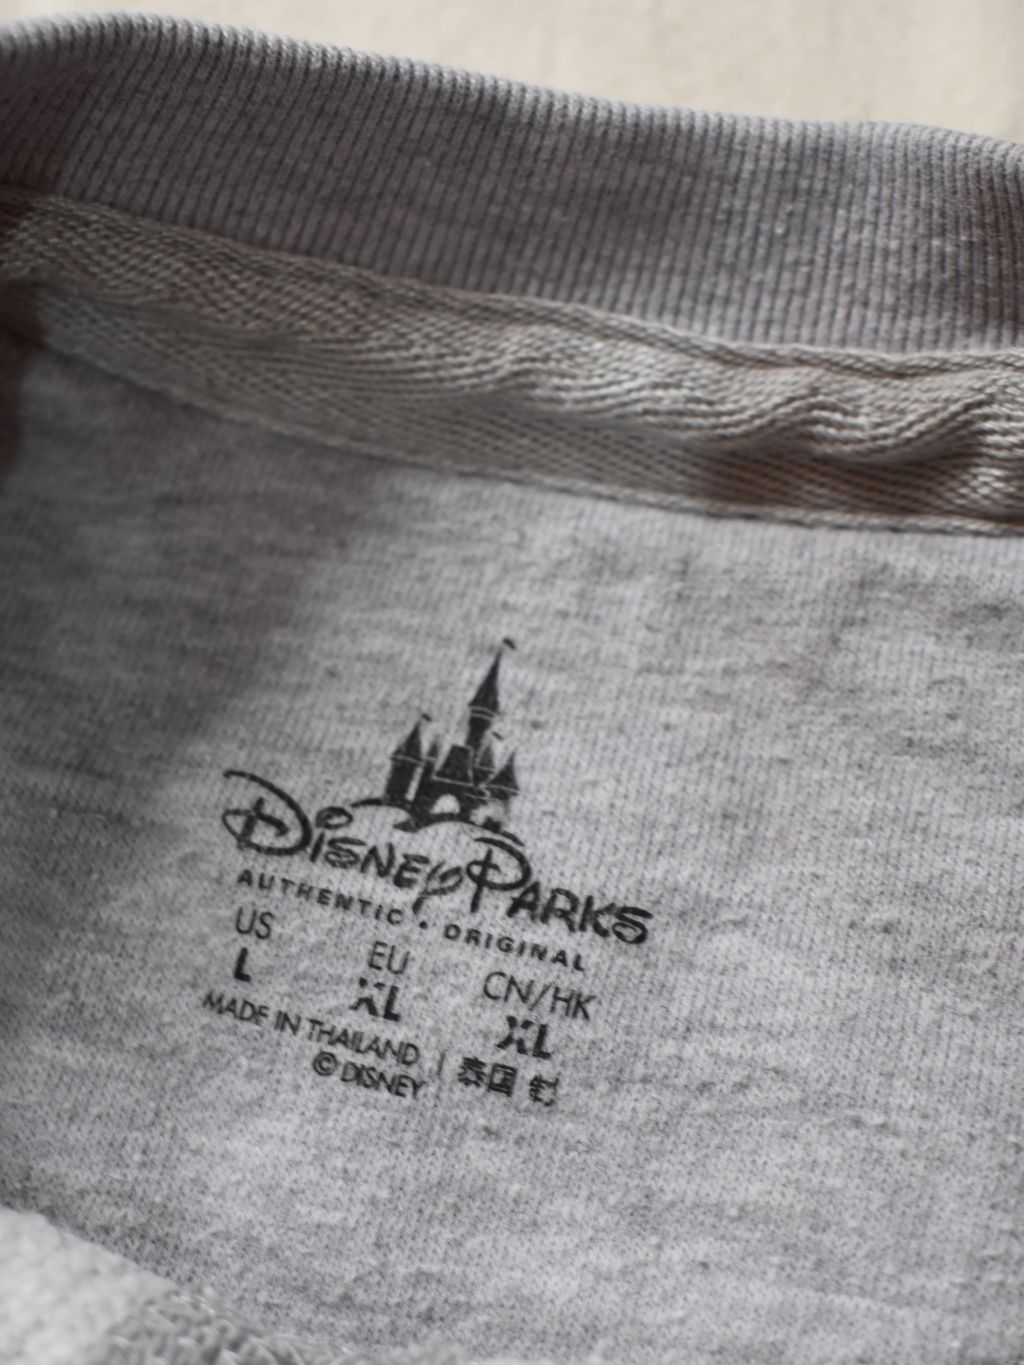 Disney Parks
AUTHENTIC • ORIGINAL
US EU CN/HK
L XL XL
MADE IN THAILAND | 泰国制
© DISNEY